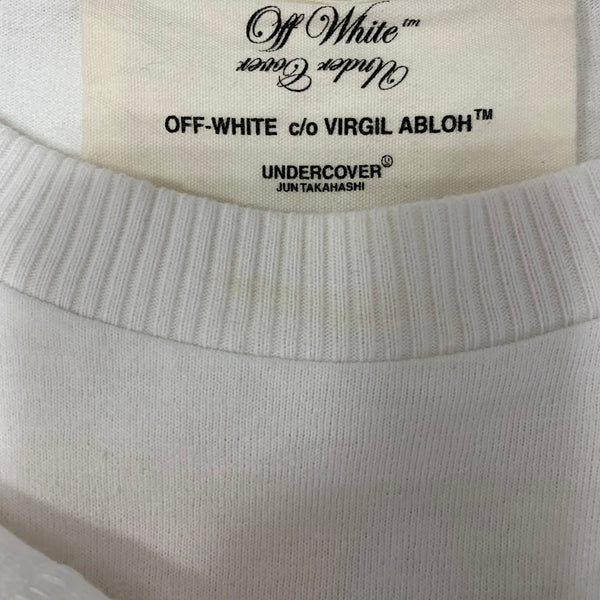 Off White™
Under Cover
OFF-WHITE c/o VIRGIL ABLOH™
UNDERCOVER
JUN TAKAHASHI